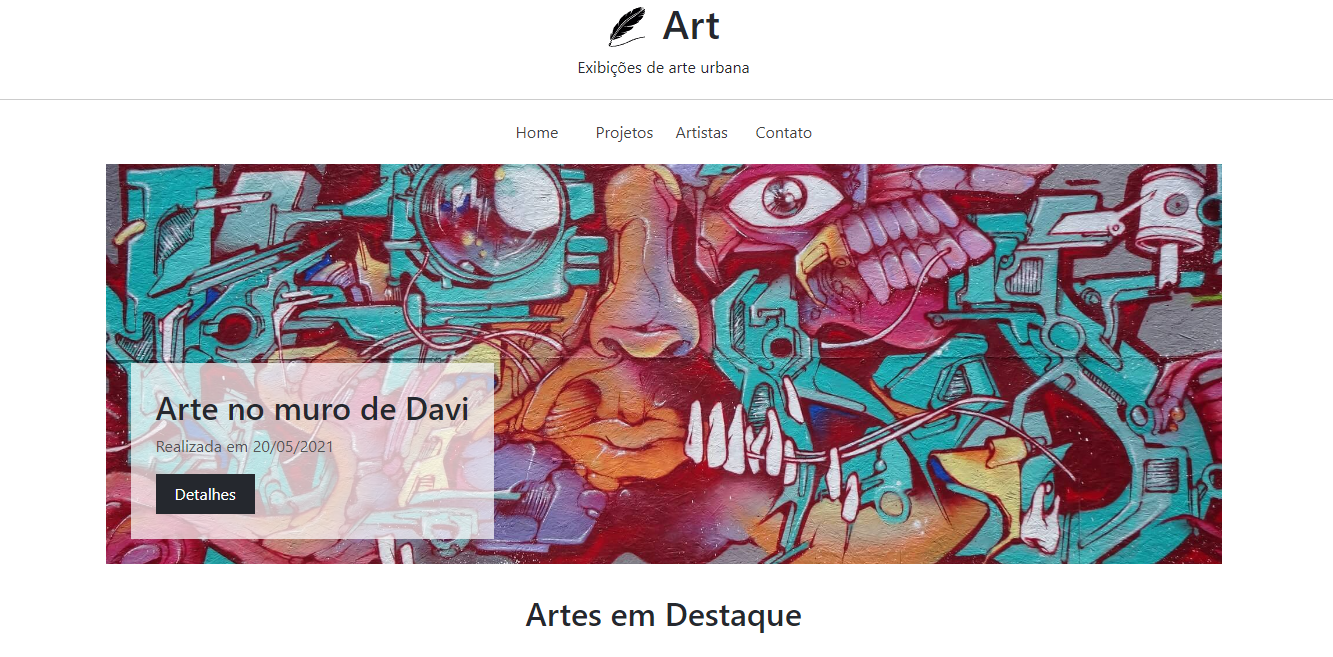 Art
Exibições de arte urbana
Home Projetos Artistas Contato
Arte no muro de Davi
Realizada em 20/05/2021
Detalhes
Artes em Destaque